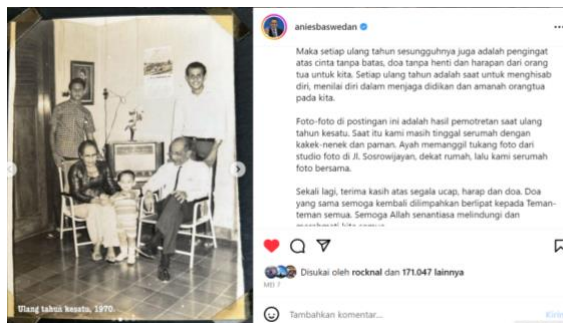 aniesbaswedan
Maka setiap ulang tahun sesungguhnya juga adalah pengingat
atas cinta tanpa batas, doa tanpa henti dan harapan dari orang
tua untuk kita. Setiap ulang tahun adalah saat untuk menghisab
diri, menilai diri dalam menjaga didikan dan amanah orangtua
pada kita.
Foto-foto di postingan ini adalah hasil pemotretan saat ulang
tahun kesatu. Saat itu kami masih tinggal serumah dengan
kakek-nenek dan paman. Ayah memanggil tukang foto dari
studio foto di Jl. Sosrowijayan, dekat rumah, lalu kami serumah
foto bersama.
Sekali lagi, terima kasih atas segala ucap, harap dan doa. Doa
yang sama semoga kembali dilimpahkan berlipat kepada Teman-
teman semua. Semoga Allah senantiasa melindungi dan
Disukai oleh rocknal dan 171.047 lainnya
MEI 7
Tambahkan komentar...
Kirim
Ulang tahun kesatu, 1970.